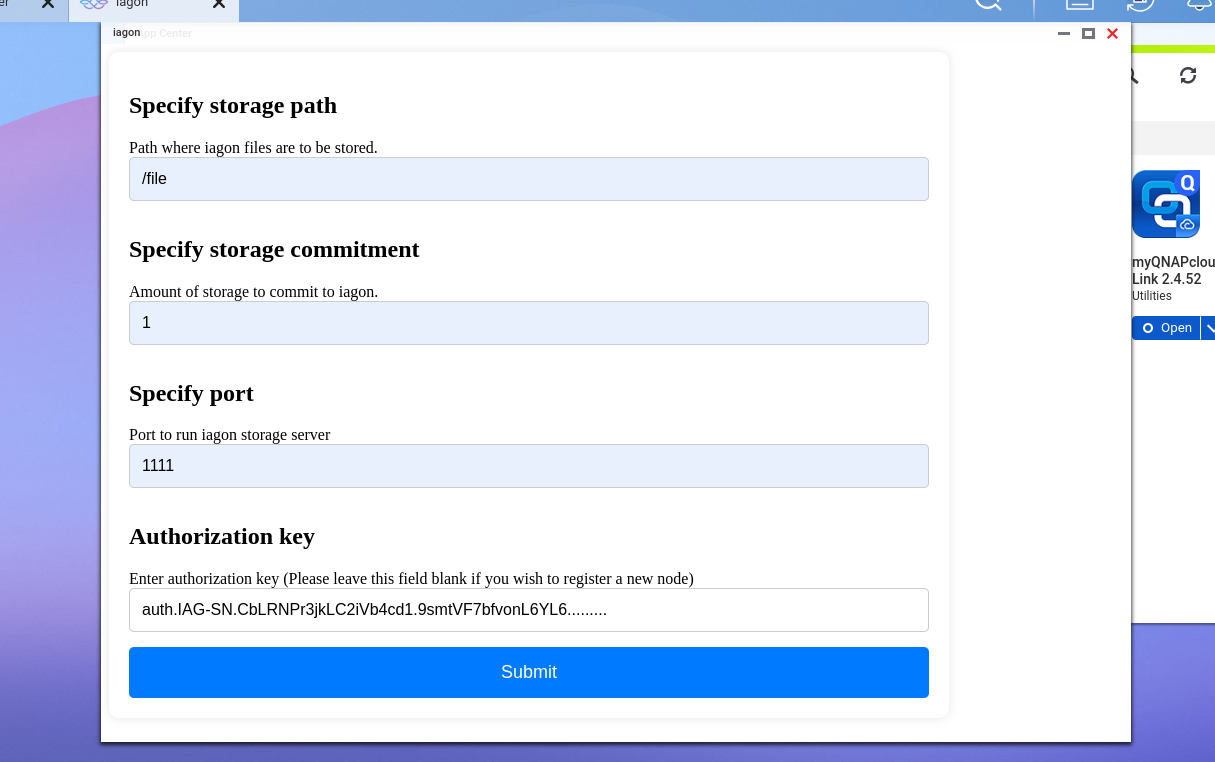 er
iagon
iagon App Center
Specify storage path
Path where iagon files are to be stored.
/file
Specify storage commitment
Amount of storage to commit to iagon.
1
Specify port
Port to run iagon storage server
1111
Authorization key
Enter authorization key (Please leave this field blank if you wish to register a new node)
auth.IAG-SN.CbLRNPr3jkLC2iVb4cd1.9smtVF7bfvonL6YL6.........
Submit
Q
myQNAPclou
Link 2.4.52
Utilities
Open